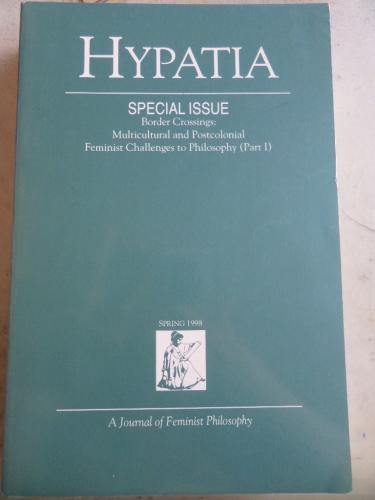 HYPATIA
SPECIAL ISSUE
Border Crossings:
Multicultural and Postcolonial
Feminist Challenges to Philosophy (Part 1)
SPRING 1998
A Journal of Feminist Philosophy